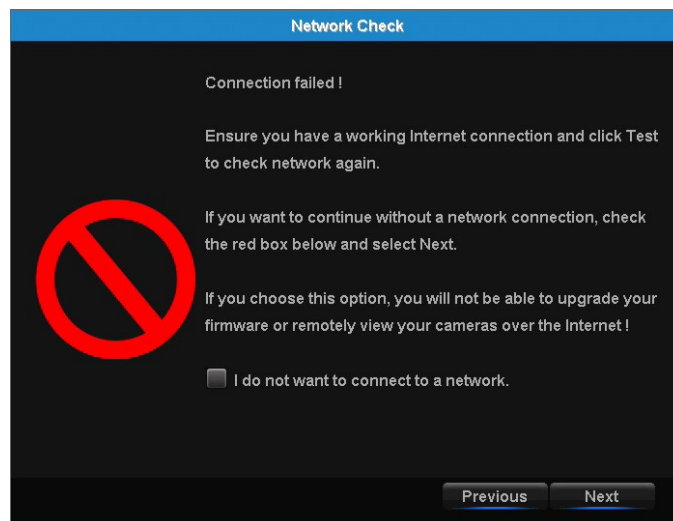 Network Check
Connection failed !
Ensure you have a working Internet connection and click Test
to check network again.
If you want to continue without a network connection, check
the red box below and select Next.
If you choose this option, you will not be able to upgrade your
firmware or remotely view your cameras over the Internet !
I do not want to connect to a network.
Previous Next